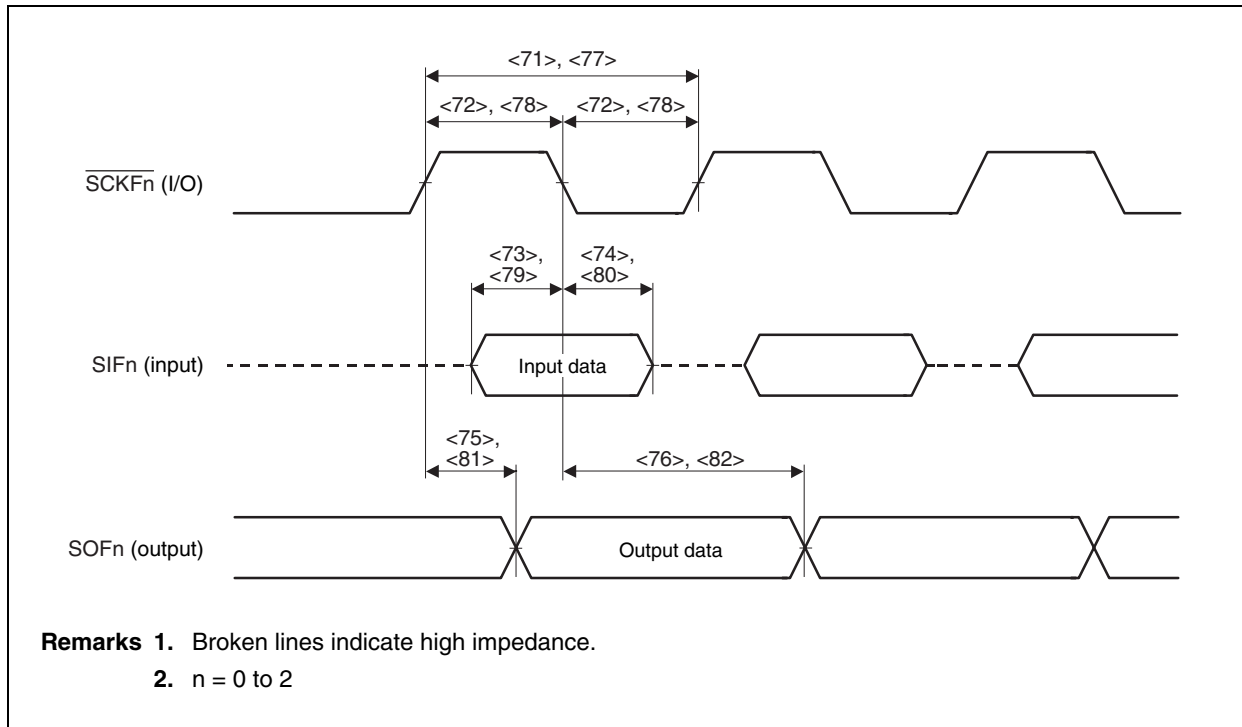 <71>, <77>
<72>, <78> <72>, <78>
SCKFn (I/O)
<73>, <74>,
<79> <80>
SIFn (input) Input data
<75>,
<81> <76>, <82>
SOFn (output) Output data
Remarks 1. Broken lines indicate high impedance.
2. n = 0 to 2